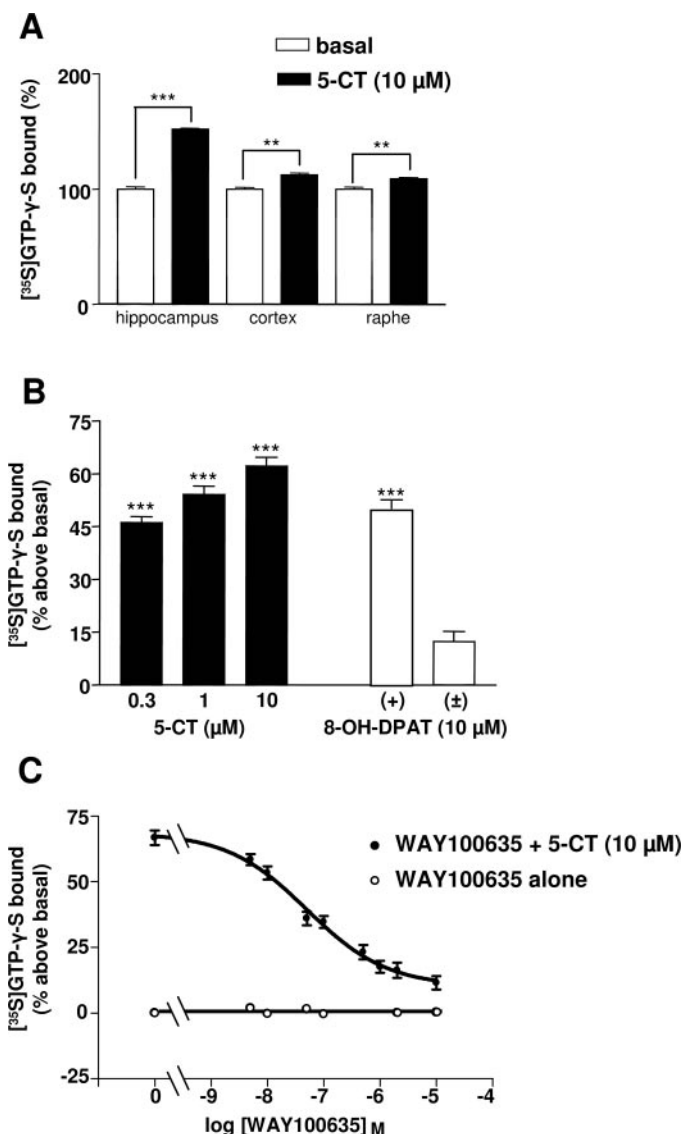 A
basal
5-CT (10 µM)
[³⁵S]GTP-γ-S bound (%)
200
100
0
***
**
**
hippocampus cortex raphe
B
[³⁵S]GTP-γ-S bound
(% above basal)
75
60
45
30
15
0
***
***
***
***
0.3 1 10 (+) (±)
5-CT (µM) 8-OH-DPAT (10 µM)
C
[³⁵S]GTP-γ-S bound
(% above basal)
75
50
25
0
-25
WAY100635 + 5-CT (10 µM)
WAY100635 alone
0 -9 -8 -7 -6 -5 -4
log [WAY100635] M